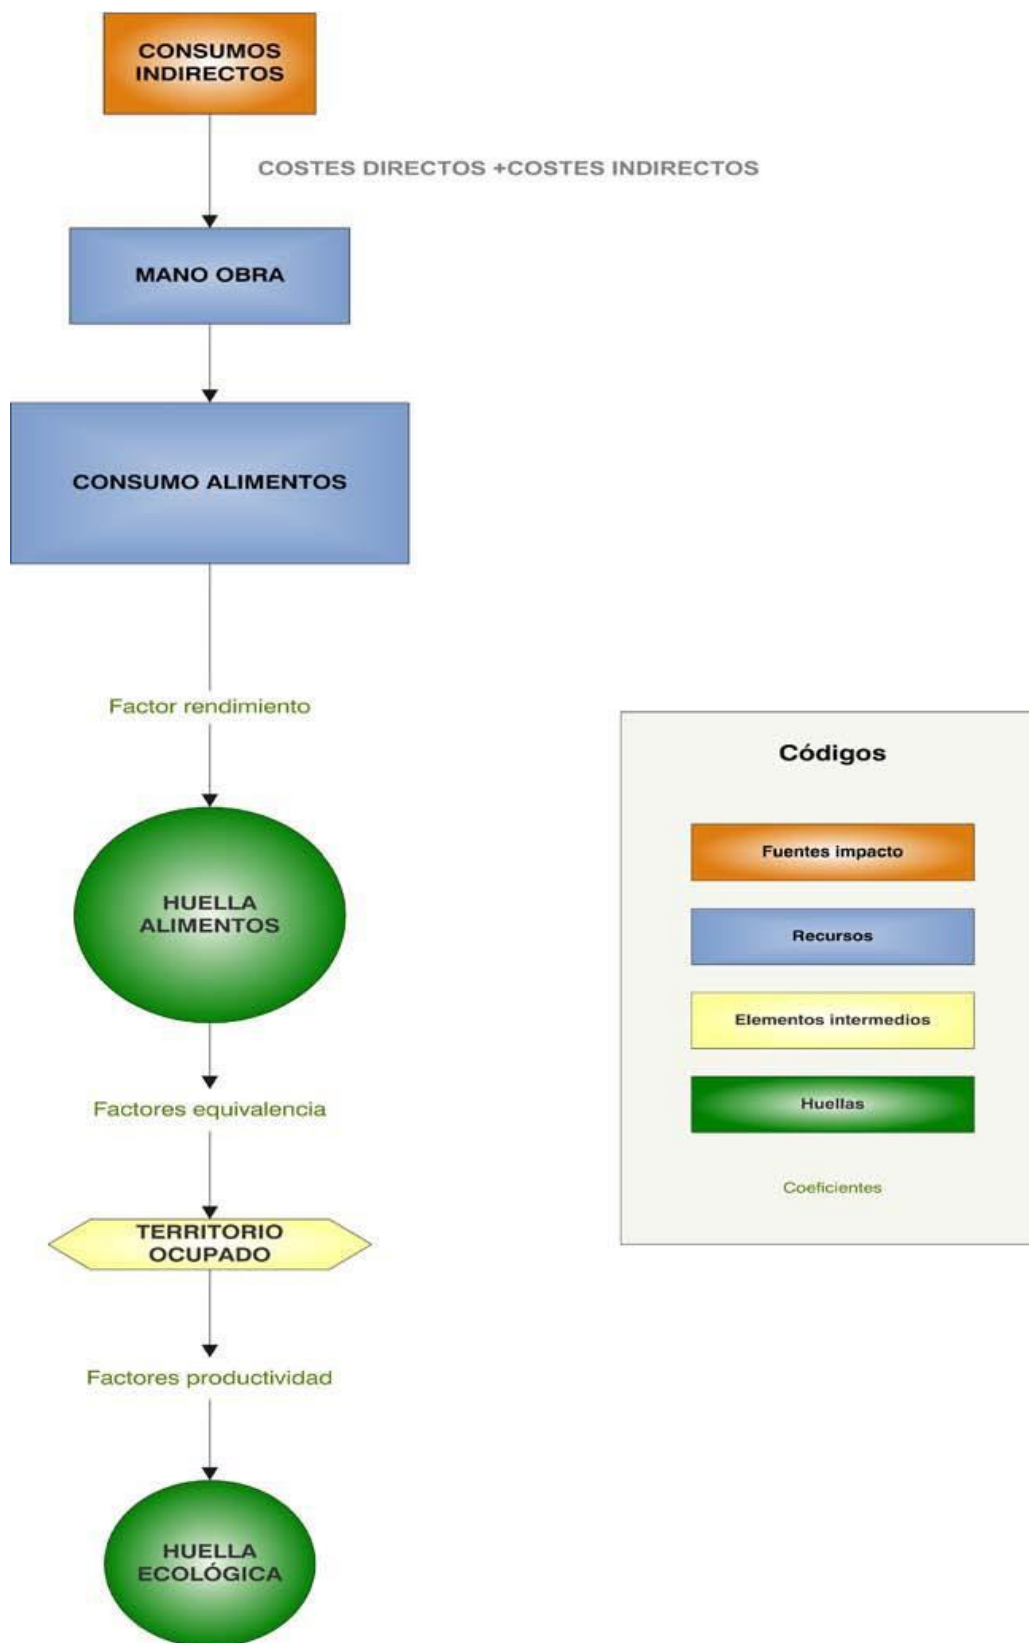 CONSUMOS
INDIRECTOS
COSTES DIRECTOS +COSTES INDIRECTOS
MANO OBRA
CONSUMO ALIMENTOS
Factor rendimiento
HUELLA
ALIMENTOS
Factores equivalencia
TERRITORIO
OCUPADO
Factores productividad
HUELLA
ECOLÓGICA
Códigos
Fuentes impacto
Recursos
Elementos intermedios
Huellas
Coeficientes